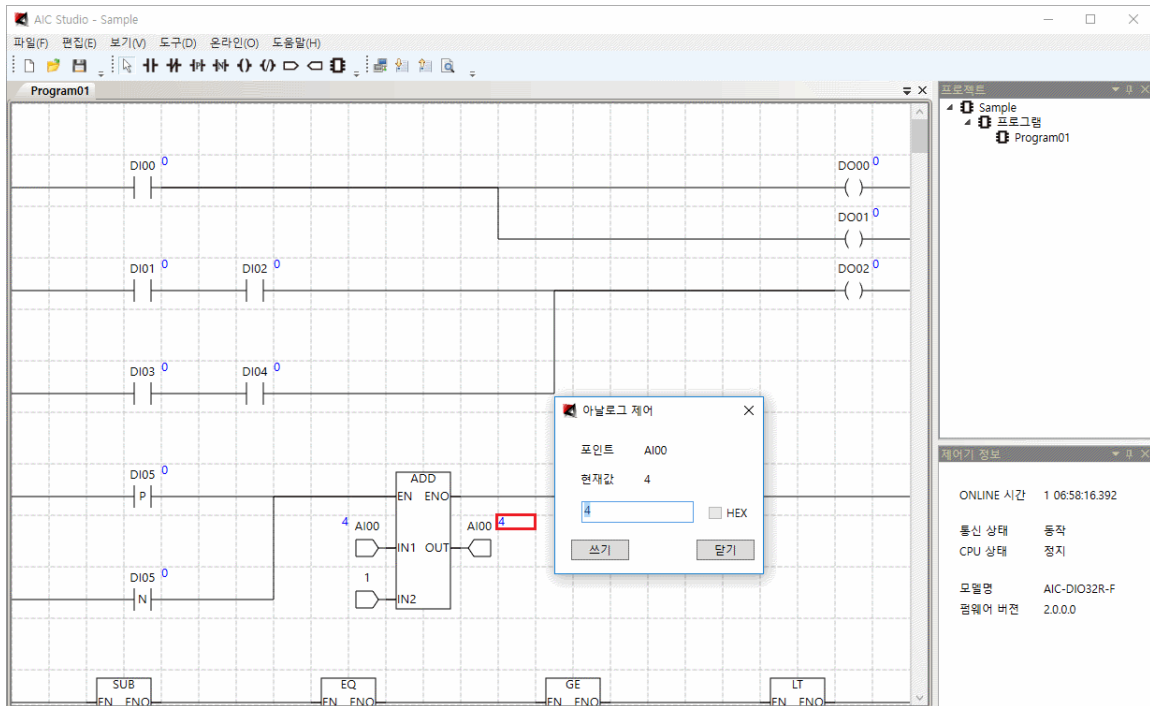 AIC Studio - Sample
파일(F) 편집(E) 보기(V) 도구(D) 온라인(O) 도움말(H)
Program01
DI00 0
DO00 0
DO01 0
DI01 0 DI02 0
DO02 0
DI03 0 DI04 0
DI05 0
P
ADD
EN ENO
4 AI00
AI00 4
IN1 OUT
DI05 0
N
1
IN2
SUB
EN ENO
EQ
EN ENO
GE
EN ENO
LT
EN ENO
아날로그 제어
포인트 AI00
현재값 4
4
HEX
쓰기 닫기
프로젝트
Sample
프로그램
Program01
제어기 정보
ONLINE 시간 1 06:58:16.392
통신 상태 동작
CPU 상태 정지
모델명 AIC-DIO32R-F
펌웨어 버젼 2.0.0.0